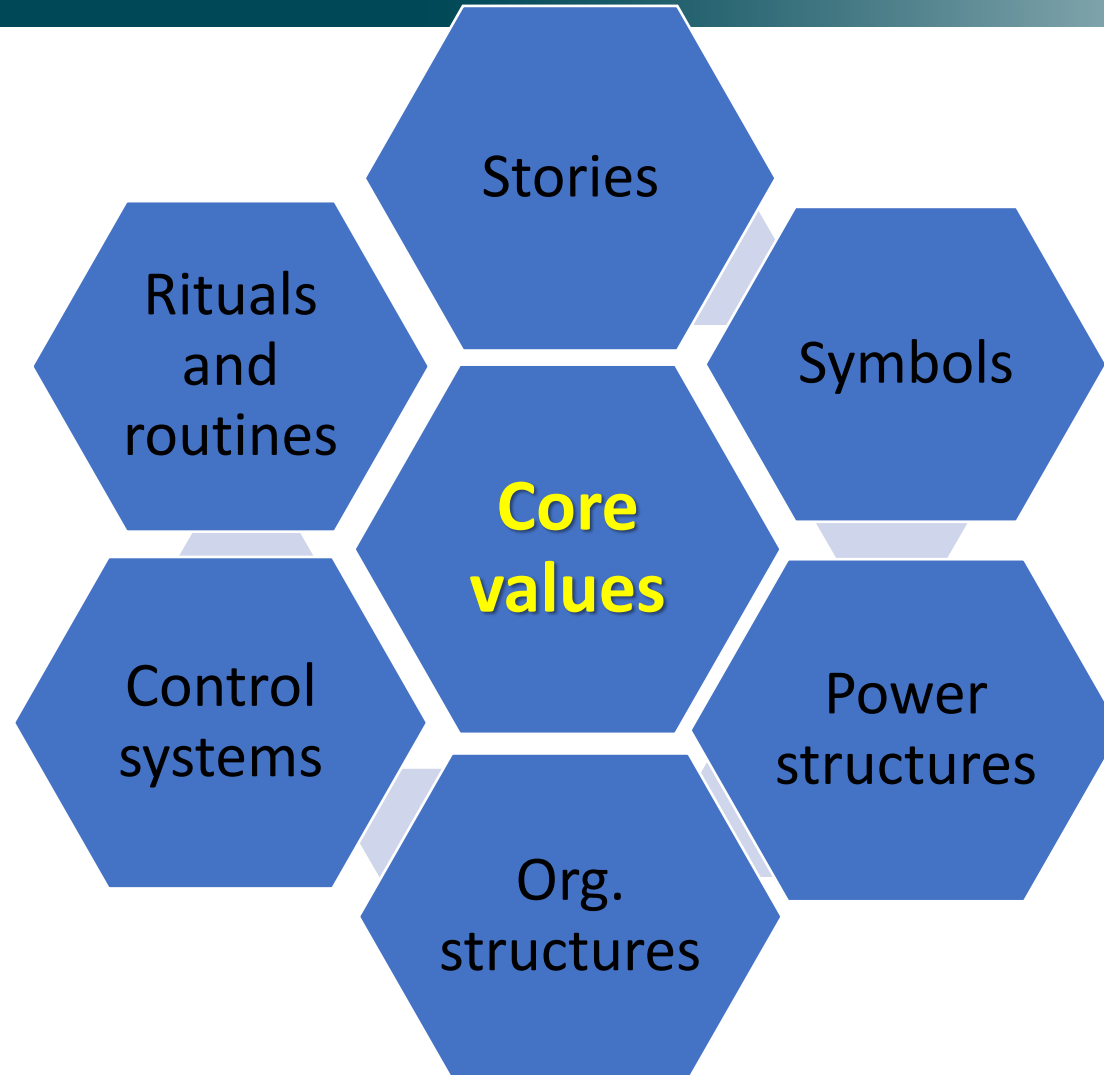 Stories
Symbols
Rituals
and
routines
Core
values
Control
systems
Power
structures
Org.
structures